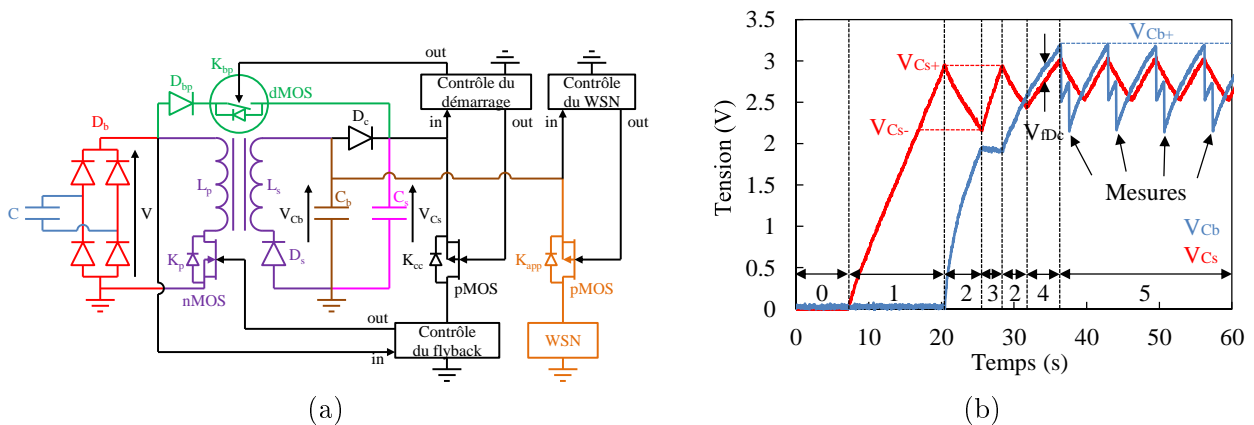 out
K_bp
D_bp
dMOS
Contrôle du
démarrage
Contrôle
du WSN
in
out
in
out
D_b
D_c
C
V
L_p
L_s
V_Cb
C_b
C_s
V_Cs
K_p
D_s
nMOS
K_cc
pMOS
K_app
pMOS
out
in
Contrôle
du flyback
WSN
(a)
Tension (V)
3.5
3
2.5
2
1.5
1
0.5
0
V_Cs+
V_Cs-
V_Cb+
V_fDc
Mesures
V_Cb
V_Cs
0
1
2
3
2
4
5
0 10 20 30 40 50 60
Temps (s)
(b)